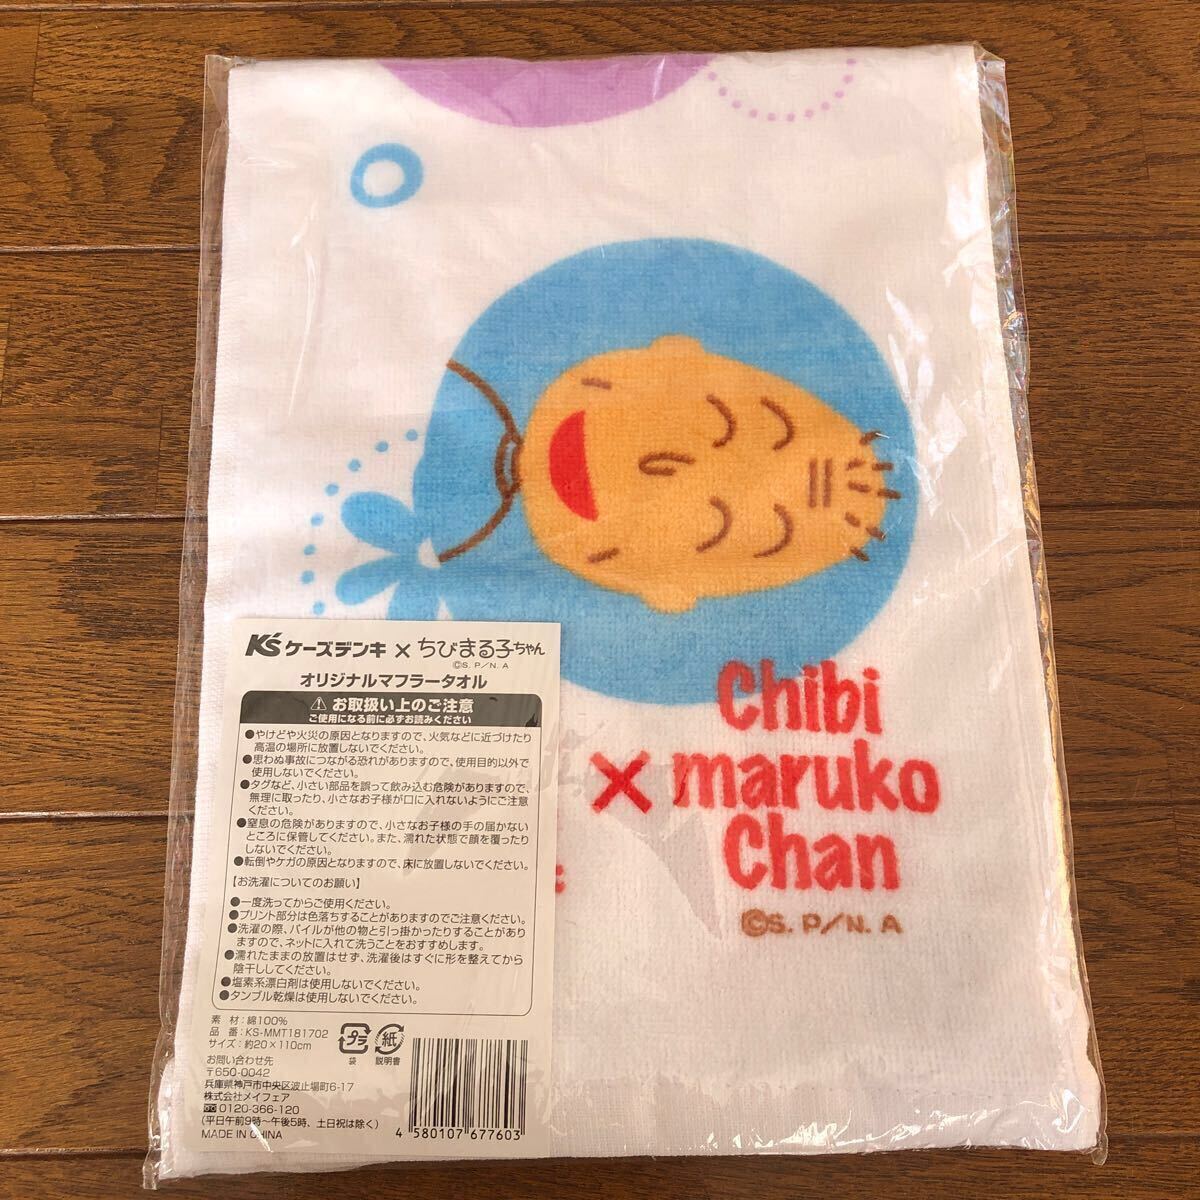 K's ケーズデンキ × ちびまる子ちゃん
©S. P/N. A
オリジナルマフラータオル
⚠ お取扱い上のご注意
ご使用になる前に必ずお読みください
●やけどや火災の原因となりますので、火気などに近づけたり
高温の場所に放置しないでください。
●思わぬ事故につながる恐れがありますので、使用目的以外で
使用しないでください。
●タグなど、小さい部品を誤って飲み込む危険がありますので、
無理に取ったり、小さなお子様が口に入れないようにご注意
ください。
●窒息の危険がありますので、小さなお子様の手の届かない
ところに保管してください。また、濡れた状態で顔を覆ったり
しないでください。
●転倒やケガの原因となりますので、床に放置しないでください。
【お洗濯についてのお願い】
●一度洗ってからご使用ください。
●プリント部分は色落ちすることがありますのでご注意ください。
●洗濯の際、パイルが他の物と引っ掛かったりすることがあり
ますので、ネットに入れて洗うことをおすすめします。
●濡れたままの放置はせず、洗濯後はすぐに形を整えてから
陰干ししてください。
●塩素系漂白剤は使用しないでください。
●タンブル乾燥は使用しないでください。
素 材:綿100%
品 番:KS-MMT181702
サイズ:約20×110cm
プラ
袋
紙
説明書
お問い合わせ先
〒650-0042
兵庫県神戸市中央区波止場町6-17
株式会社メイフェア
0120-366-120
(平日午前9時〜午後5時、土日祝は除く)
MADE IN CHINA
4 580107 677603
Chibi
× maruko
Chan
©S. P/N. A